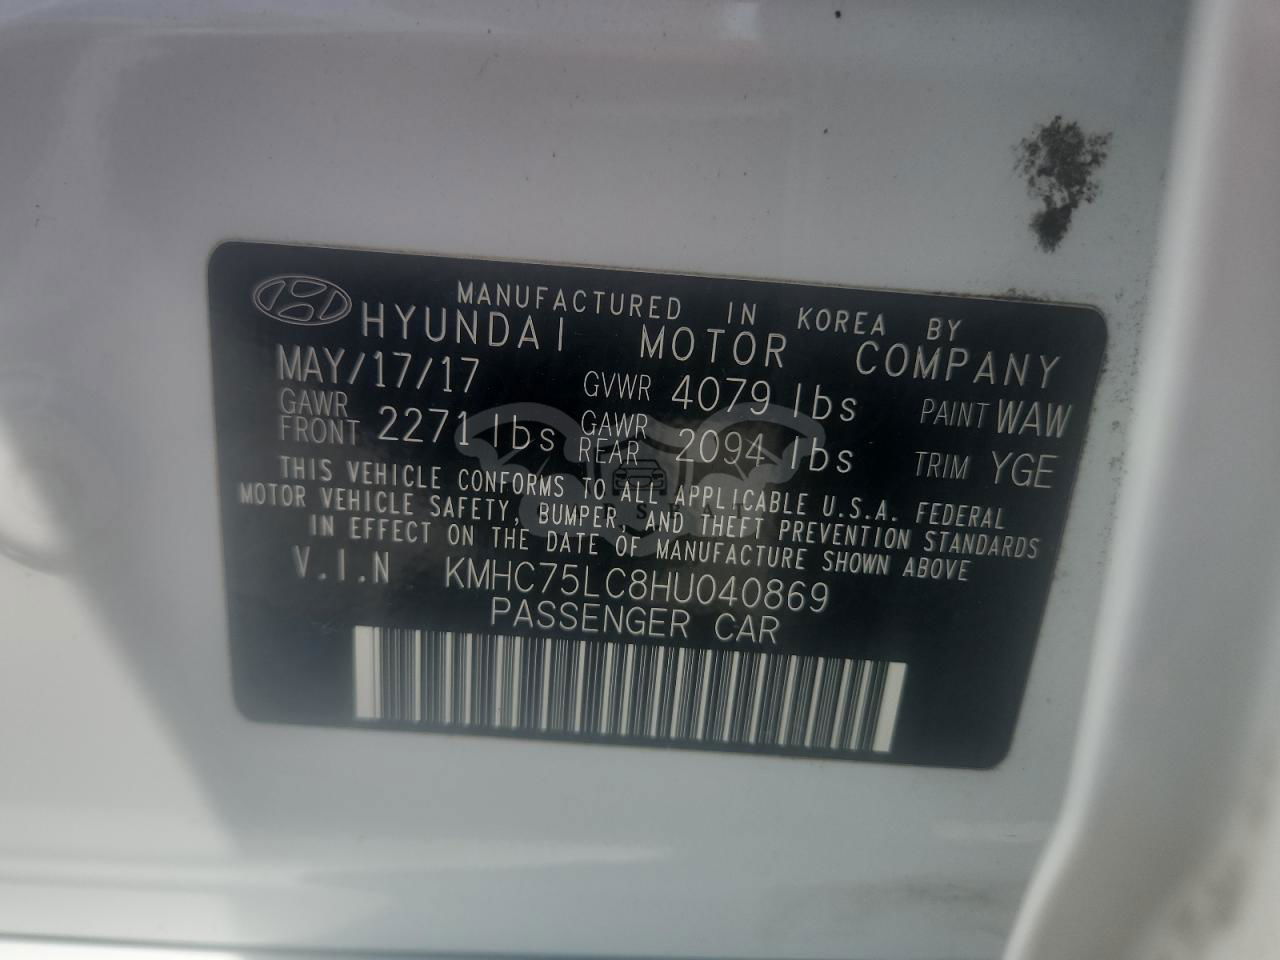 MANUFACTURED IN KOREA BY
HYUNDAI MOTOR COMPANY
MAY/17/17 GVWR 4079 lbs PAINT WAW
GAWR FRONT 2271 lbs GAWR REAR 2094 lbs TRIM YGE
THIS VEHICLE CONFORMS TO ALL APPLICABLE U.S.A. FEDERAL
MOTOR VEHICLE SAFETY, BUMPER, AND THEFT PREVENTION STANDARDS
IN EFFECT ON THE DATE OF MANUFACTURE SHOWN ABOVE
V.I.N KMHC75LC8HU040869
PASSENGER CAR